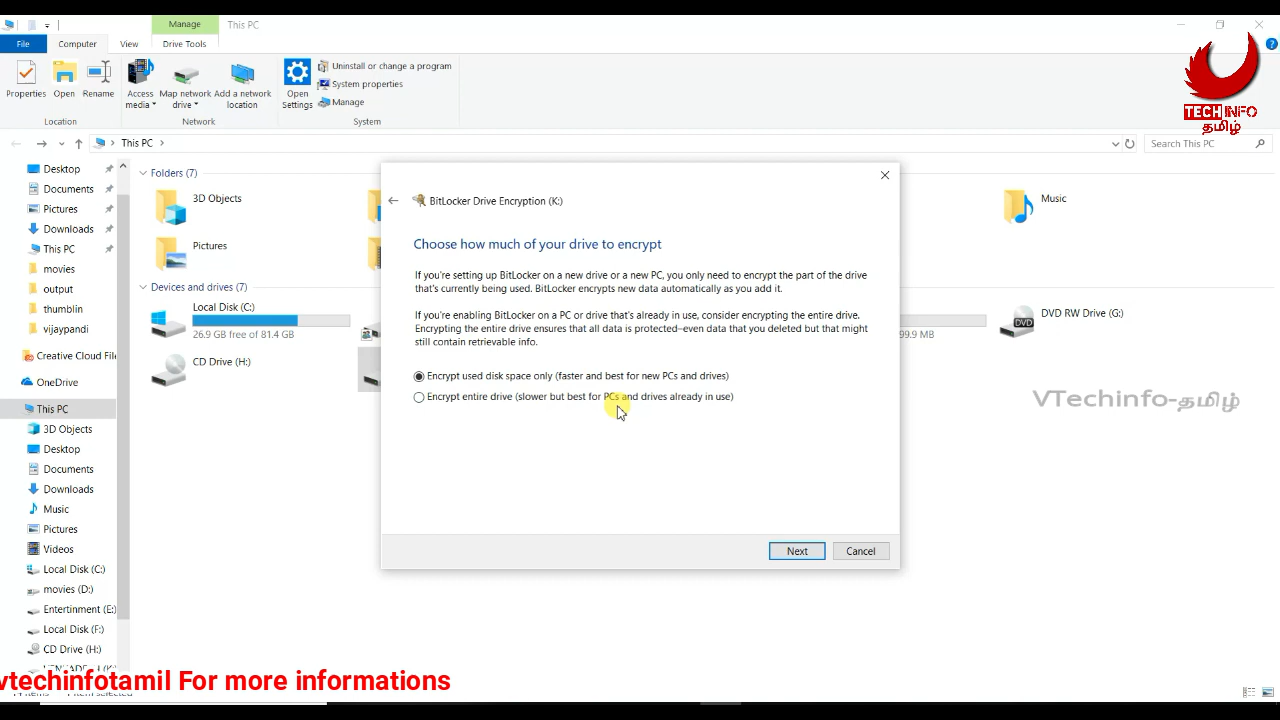 Manage
This PC
File
Computer
View
Drive Tools
Properties
Open
Rename
Access media
Map network drive
Add a network location
Open Settings
Uninstall or change a program
System properties
Manage
Location
Network
System
TECH INFO
தமிழ்
This PC
Search This PC
Desktop
Documents
Pictures
Downloads
This PC
movies
output
thumblin
vijaypandi
Creative Cloud File
OneDrive
This PC
3D Objects
Desktop
Documents
Downloads
Music
Pictures
Videos
Local Disk (C:)
movies (D:)
Entertinment (E:)
Local Disk (F:)
CD Drive (H:)
Folders (7)
3D Objects
Music
Pictures
Devices and drives (7)
Local Disk (C:)
26.9 GB free of 81.4 GB
99.9 MB
DVD RW Drive (G:)
DVD
CD Drive (H:)
BitLocker Drive Encryption (K:)
Choose how much of your drive to encrypt
If you're setting up BitLocker on a new drive or a new PC, you only need to encrypt the part of the drive
that's currently being used. BitLocker encrypts new data automatically as you add it.
If you're enabling BitLocker on a PC or drive that's already in use, consider encrypting the entire drive.
Encrypting the entire drive ensures that all data is protected–even data that you deleted but that might
still contain retrievable info.
Encrypt used disk space only (faster and best for new PCs and drives)
Encrypt entire drive (slower but best for PCs and drives already in use)
Next
Cancel
VTechinfo-தமிழ்
vtechinfotamil For more informations